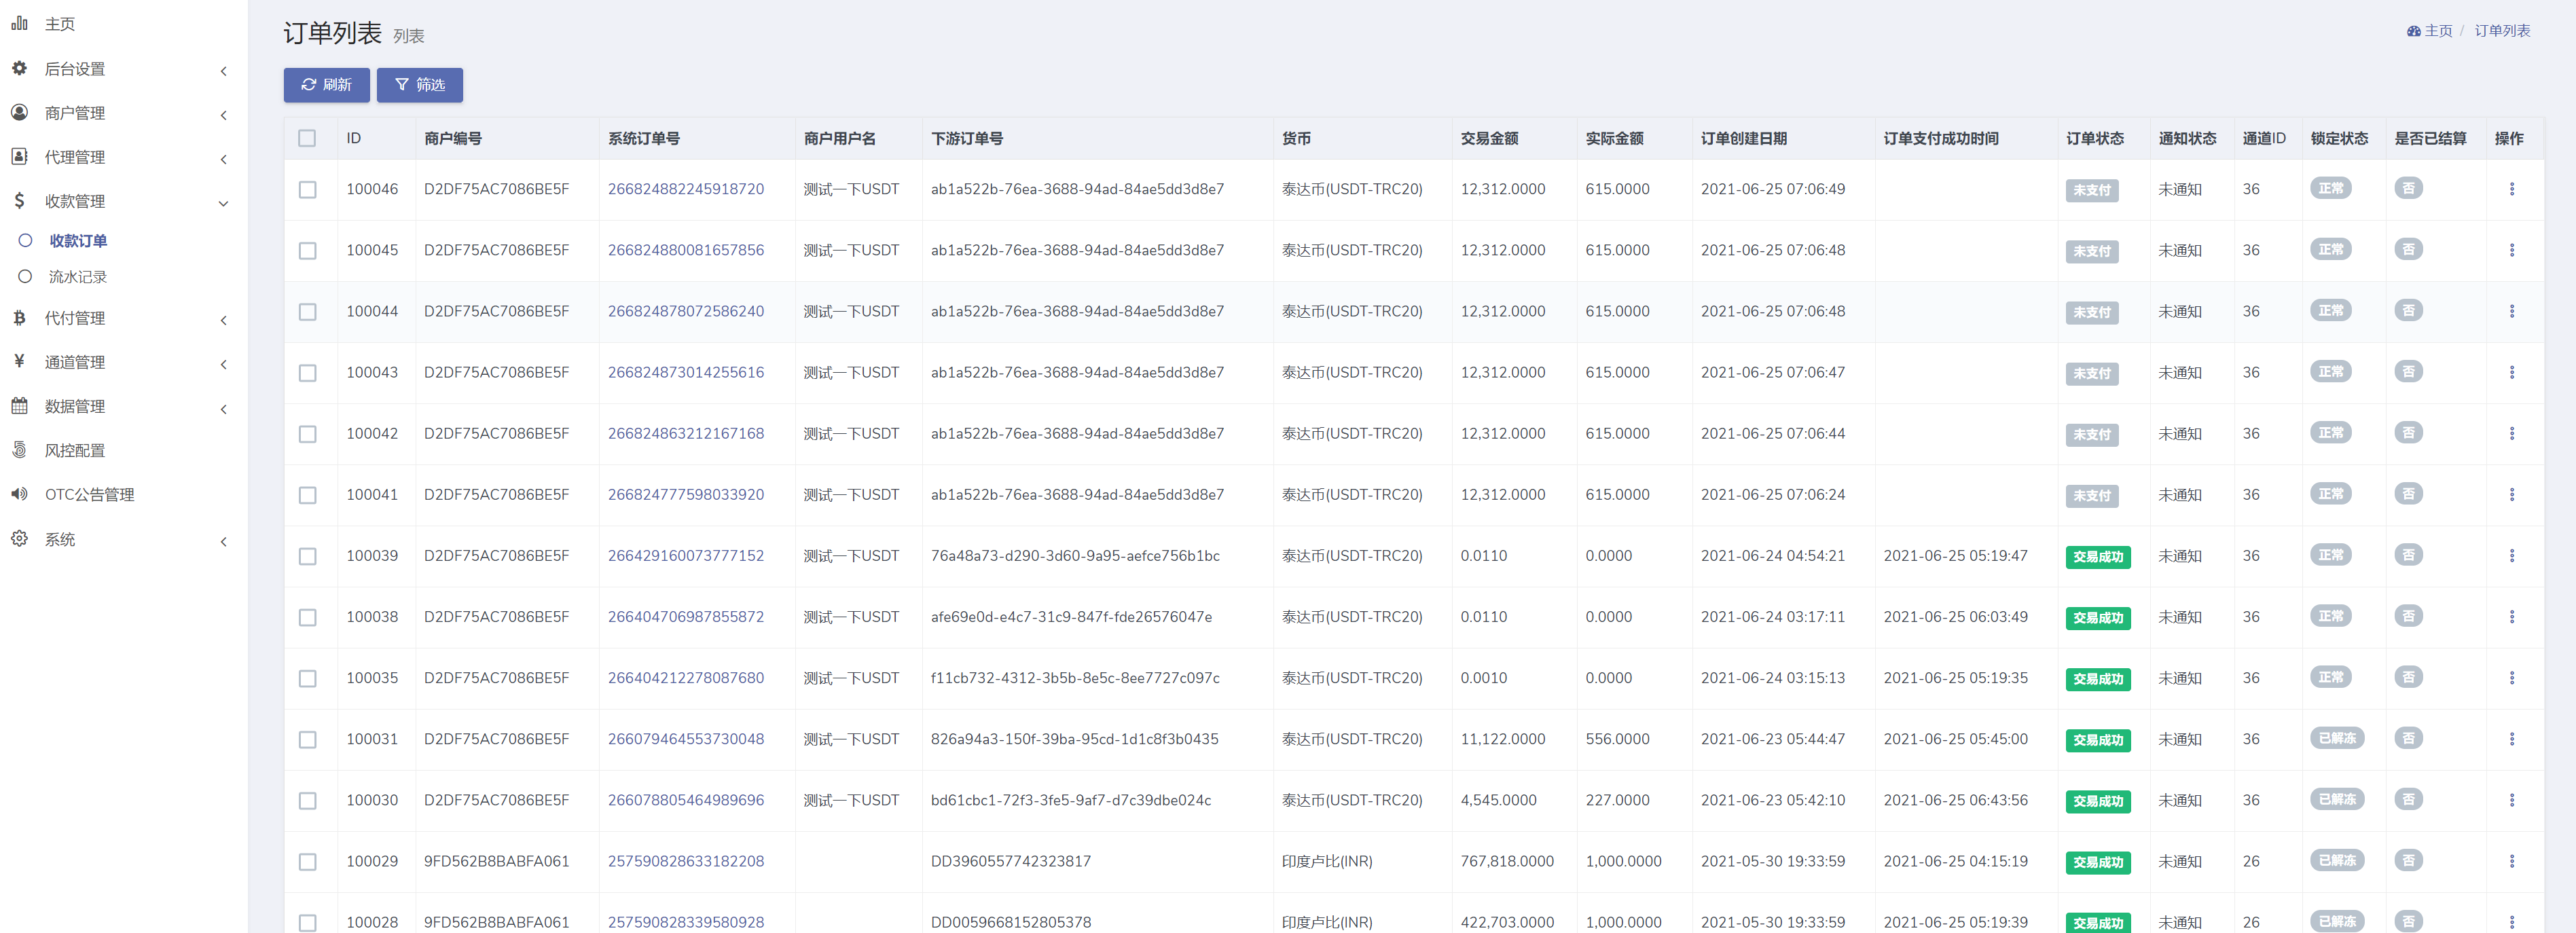 主页
后台设置
商户管理
代理管理
收款管理
收款订单
流水记录
代付管理
通道管理
数据管理
风控配置
OTC公告管理
系统
订单列表 列表
主页 / 订单列表
刷新 筛选
ID 商户编号 系统订单号 商户用户名 下游订单号 货币 交易金额 实际金额 订单创建日期 订单支付成功时间 订单状态 通知状态 通道ID 锁定状态 是否已结算 操作
100046 D2DF75AC7086BE5F 266824882245918720 测试一下USDT ab1a522b-76ea-3688-94ad-84ae5dd3d8e7 泰达币(USDT-TRC20) 12,312.0000 615.0000 2021-06-25 07:06:49 未支付 未通知 36 正常 否
100045 D2DF75AC7086BE5F 266824880081657856 测试一下USDT ab1a522b-76ea-3688-94ad-84ae5dd3d8e7 泰达币(USDT-TRC20) 12,312.0000 615.0000 2021-06-25 07:06:48 未支付 未通知 36 正常 否
100044 D2DF75AC7086BE5F 266824878072586240 测试一下USDT ab1a522b-76ea-3688-94ad-84ae5dd3d8e7 泰达币(USDT-TRC20) 12,312.0000 615.0000 2021-06-25 07:06:48 未支付 未通知 36 正常 否
100043 D2DF75AC7086BE5F 266824873014255616 测试一下USDT ab1a522b-76ea-3688-94ad-84ae5dd3d8e7 泰达币(USDT-TRC20) 12,312.0000 615.0000 2021-06-25 07:06:47 未支付 未通知 36 正常 否
100042 D2DF75AC7086BE5F 266824863212167168 测试一下USDT ab1a522b-76ea-3688-94ad-84ae5dd3d8e7 泰达币(USDT-TRC20) 12,312.0000 615.0000 2021-06-25 07:06:44 未支付 未通知 36 正常 否
100041 D2DF75AC7086BE5F 266824777598033920 测试一下USDT ab1a522b-76ea-3688-94ad-84ae5dd3d8e7 泰达币(USDT-TRC20) 12,312.0000 615.0000 2021-06-25 07:06:24 未支付 未通知 36 正常 否
100039 D2DF75AC7086BE5F 266429160073777152 测试一下USDT 76a48a73-d290-3d60-9a95-aefce756b1bc 泰达币(USDT-TRC20) 0.0110 0.0000 2021-06-24 04:54:21 2021-06-25 05:19:47 交易成功 未通知 36 正常 否
100038 D2DF75AC7086BE5F 266404706987855872 测试一下USDT afe69e0d-e4c7-31c9-847f-fde26576047e 泰达币(USDT-TRC20) 0.0110 0.0000 2021-06-24 03:17:11 2021-06-25 06:03:49 交易成功 未通知 36 正常 否
100035 D2DF75AC7086BE5F 266404212278087680 测试一下USDT f11cb732-4312-3b5b-8e5c-8ee7727c097c 泰达币(USDT-TRC20) 0.0010 0.0000 2021-06-24 03:15:13 2021-06-25 05:19:35 交易成功 未通知 36 正常 否
100031 D2DF75AC7086BE5F 266079464553730048 测试一下USDT 826a94a3-150f-39ba-95cd-1d1c8f3b0435 泰达币(USDT-TRC20) 11,122.0000 556.0000 2021-06-23 05:44:47 2021-06-25 05:45:00 交易成功 未通知 36 已解冻 否
100030 D2DF75AC7086BE5F 266078805464989696 测试一下USDT bd61cbc1-72f3-3fe5-9af7-d7c39dbe024c 泰达币(USDT-TRC20) 4,545.0000 227.0000 2021-06-23 05:42:10 2021-06-25 06:43:56 交易成功 未通知 36 已解冻 否
100029 9FD562B8BABFA061 257590828633182208 DD3960557742323817 印度卢比(INR) 767,818.0000 1,000.0000 2021-05-30 19:33:59 2021-06-25 04:15:19 交易成功 未通知 26 已解冻 否
100028 9FD562B8BABFA061 257590828339580928 DD0059668152805378 印度卢比(INR) 422,703.0000 1,000.0000 2021-05-30 19:33:59 2021-06-25 05:19:39 交易成功 未通知 26 已解冻 否